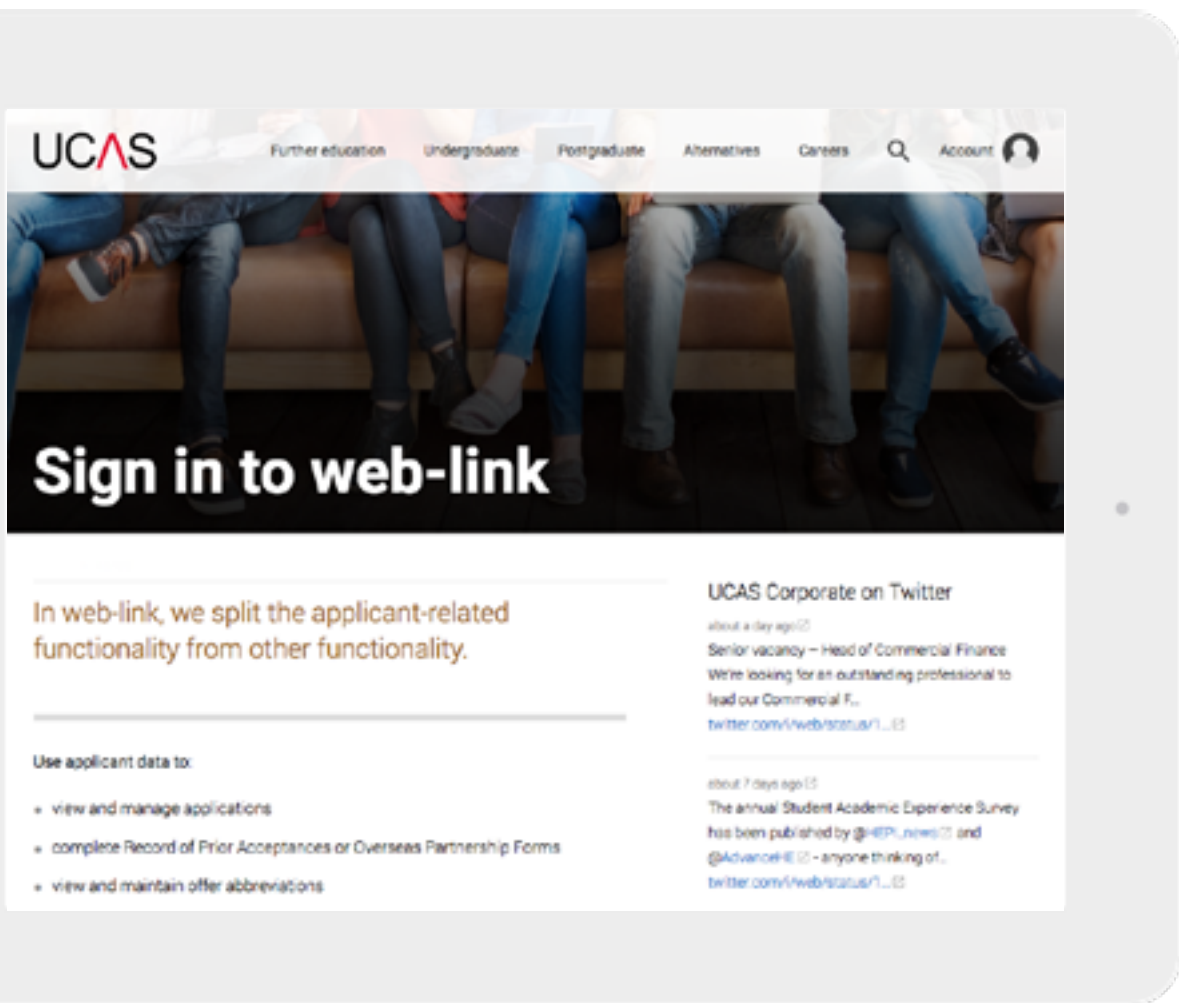 UCAS
Further education Undergraduate Postgraduate Alternatives Careers Account
Sign in to web-link
In web-link, we split the applicant-related
functionality from other functionality.
Use applicant data to:
view and manage applications
complete Record of Prior Acceptances or Overseas Partnership Forms
view and maintain offer abbreviations
UCAS Corporate on Twitter
about a day ago
Senior vacancy – Head of Commercial Finance
We're looking for an outstanding professional to
lead our Commercial F...
twitter.com/i/web/status/1...
about 7 days ago
The annual Student Academic Experience Survey
has been published by @HEPI_news and
@AdvanceHE - anyone thinking of...
twitter.com/i/web/status/1...